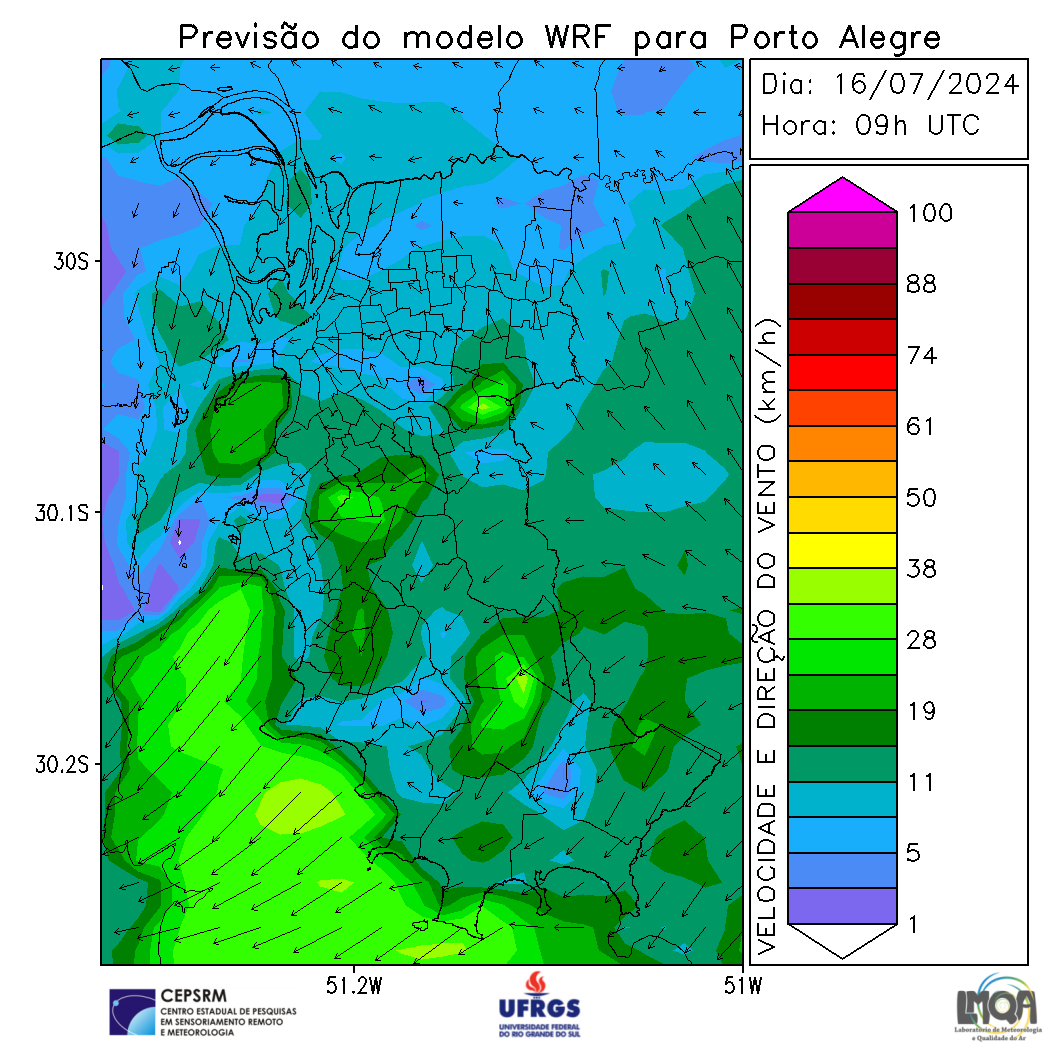 Previsão do modelo WRF para Porto Alegre
Dia: 16/07/2024
Hora: 09h UTC
30S
30.1S
30.2S
51.2W
51W
VELOCIDADE E DIREÇÃO DO VENTO (km/h)
100
88
74
61
50
38
28
19
11
5
1
CEPSRM
CENTRO ESTADUAL DE PESQUISAS
EM SENSORIAMENTO REMOTO
E METEOROLOGIA
UFRGS
UNIVERSIDADE FEDERAL
DO RIO GRANDE DO SUL
LMQA
Laboratório de Meteorologia
e Qualidade do Ar